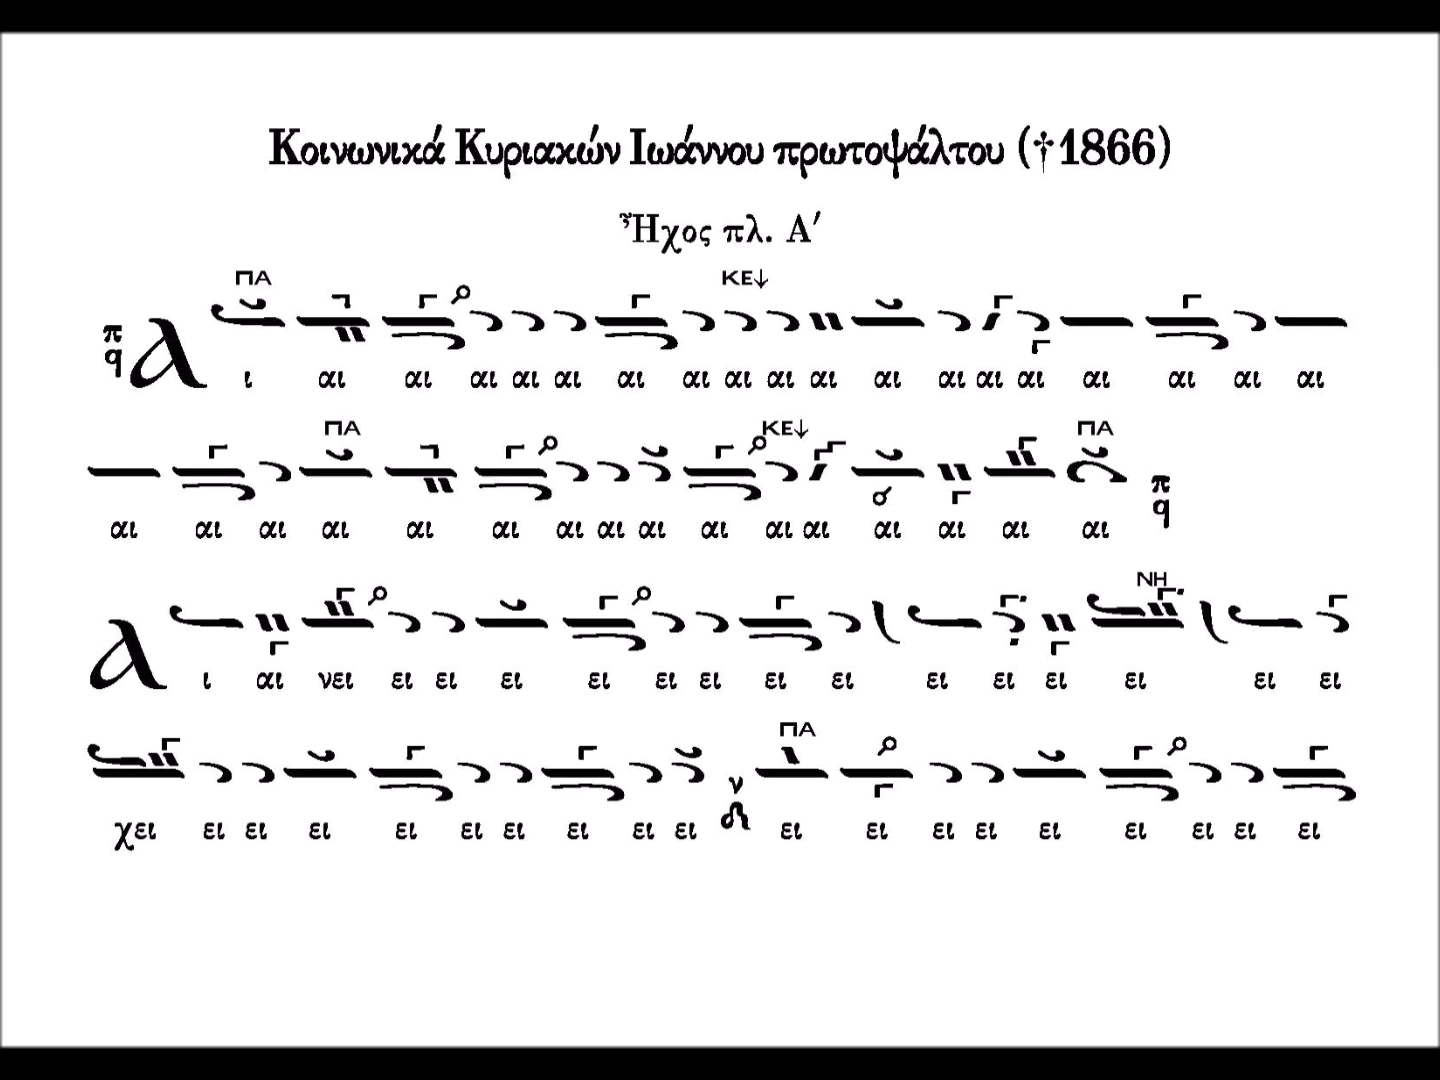 Κοινωνικά Κυριακών Ιωάννου πρωτοψάλτου (†1866)
Ἦχος πλ. Α′
ΠΑ ΚΕ↓
π q α ι αι αι αι αι αι αι αι αι αι αι αι αι αι αι αι αι αι αι
ΠΑ ΚΕ↓ ΠΑ
αι αι αι αι αι αι αι αι αι αι αι αι αι αι αι αι π q
ΝΗ
α ι αι νει ει ει ει ει ει ει ει ει ει ει ει ει ει ει
ΠΑ
χει ει ει ει ει ει ει ει ει ει ν ει ει ει ει ει ει ει ει ει